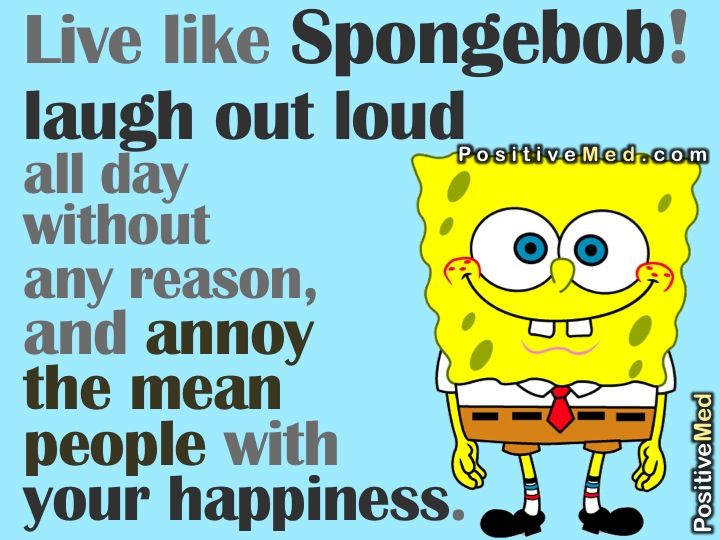 Live like Spongebob!
laugh out loud
PositiveMed.com
all day
without
any reason,
and annoy
the mean
people with
your happiness.
PositiveMed